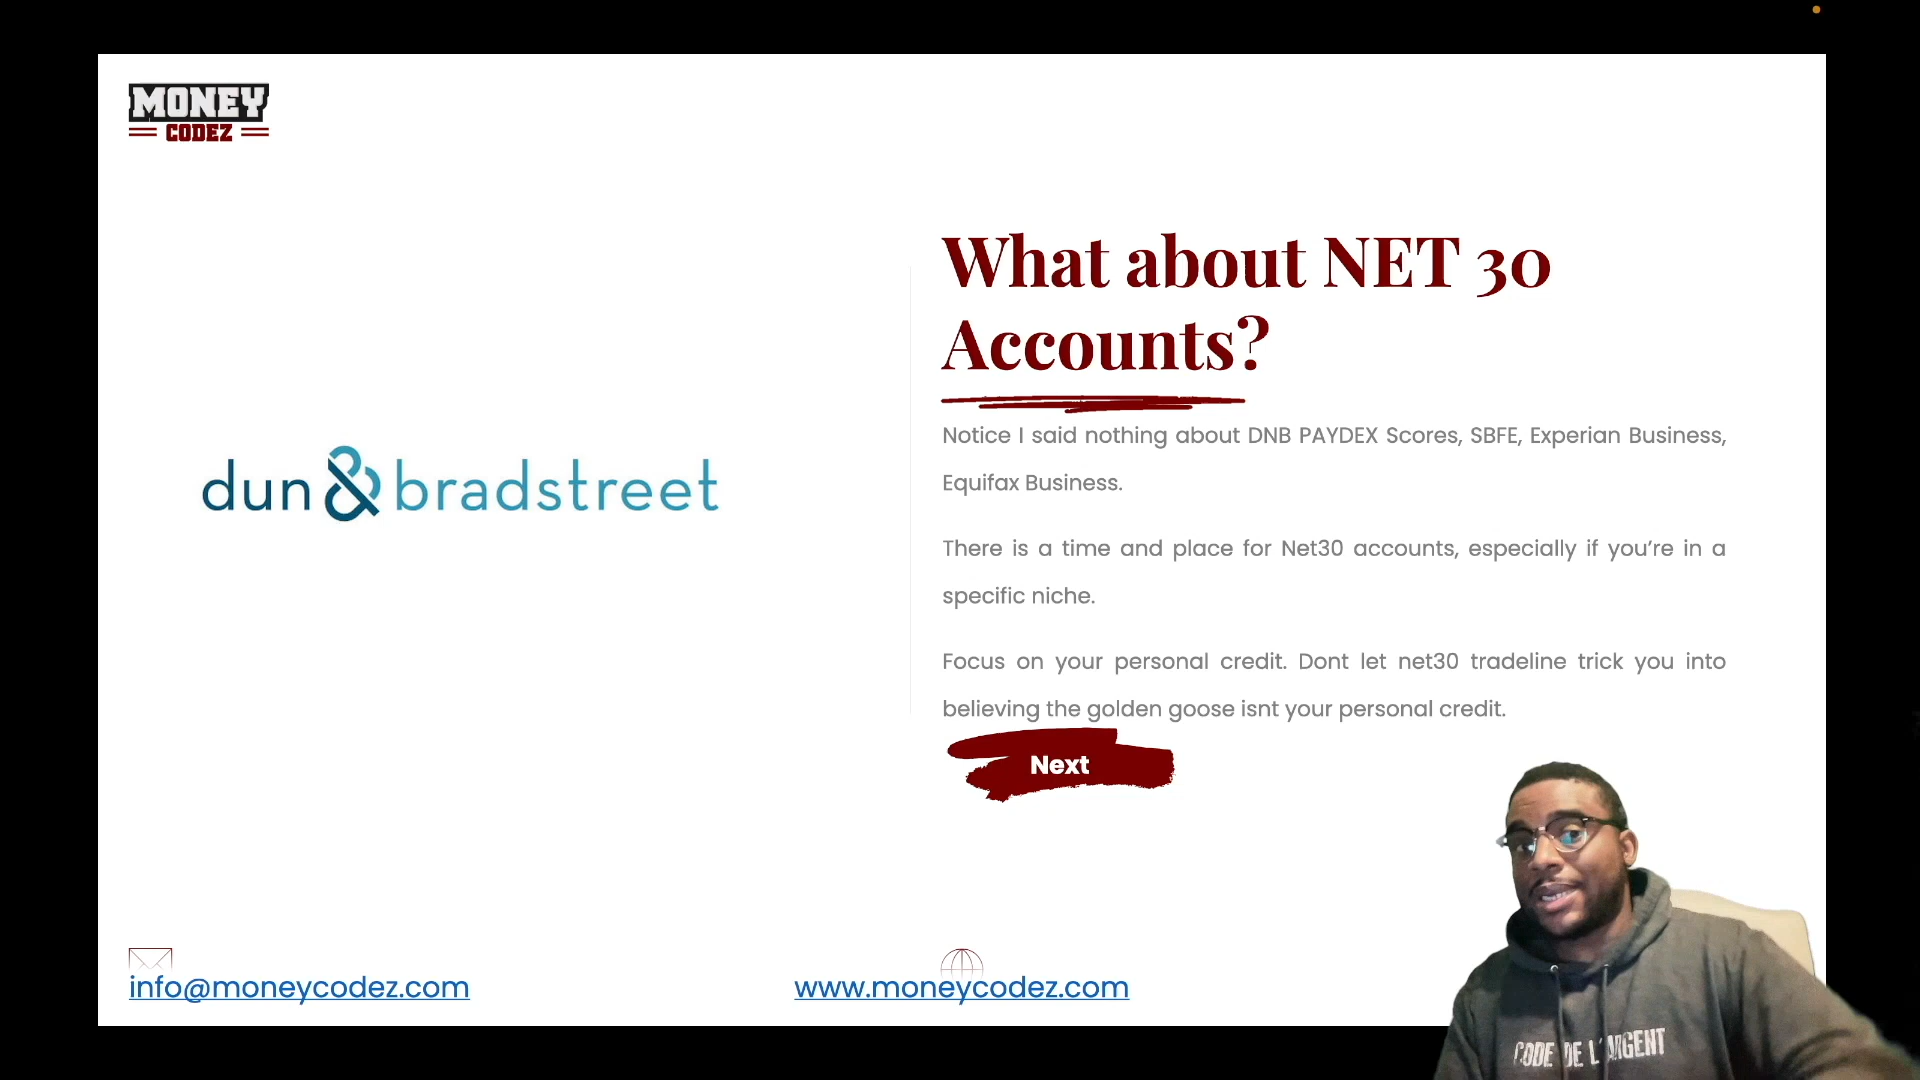 MONEY
CODEZ
What about NET 30
Accounts?
dun & bradstreet
Notice I said nothing about DNB PAYDEX Scores, SBFE, Experian Business,
Equifax Business.
There is a time and place for Net30 accounts, especially if you’re in a
specific niche.
Focus on your personal credit. Dont let net30 tradeline trick you into
believing the golden goose isnt your personal credit.
Next
info@moneycodez.com
www.moneycodez.com
CODE DE L'ARGENT